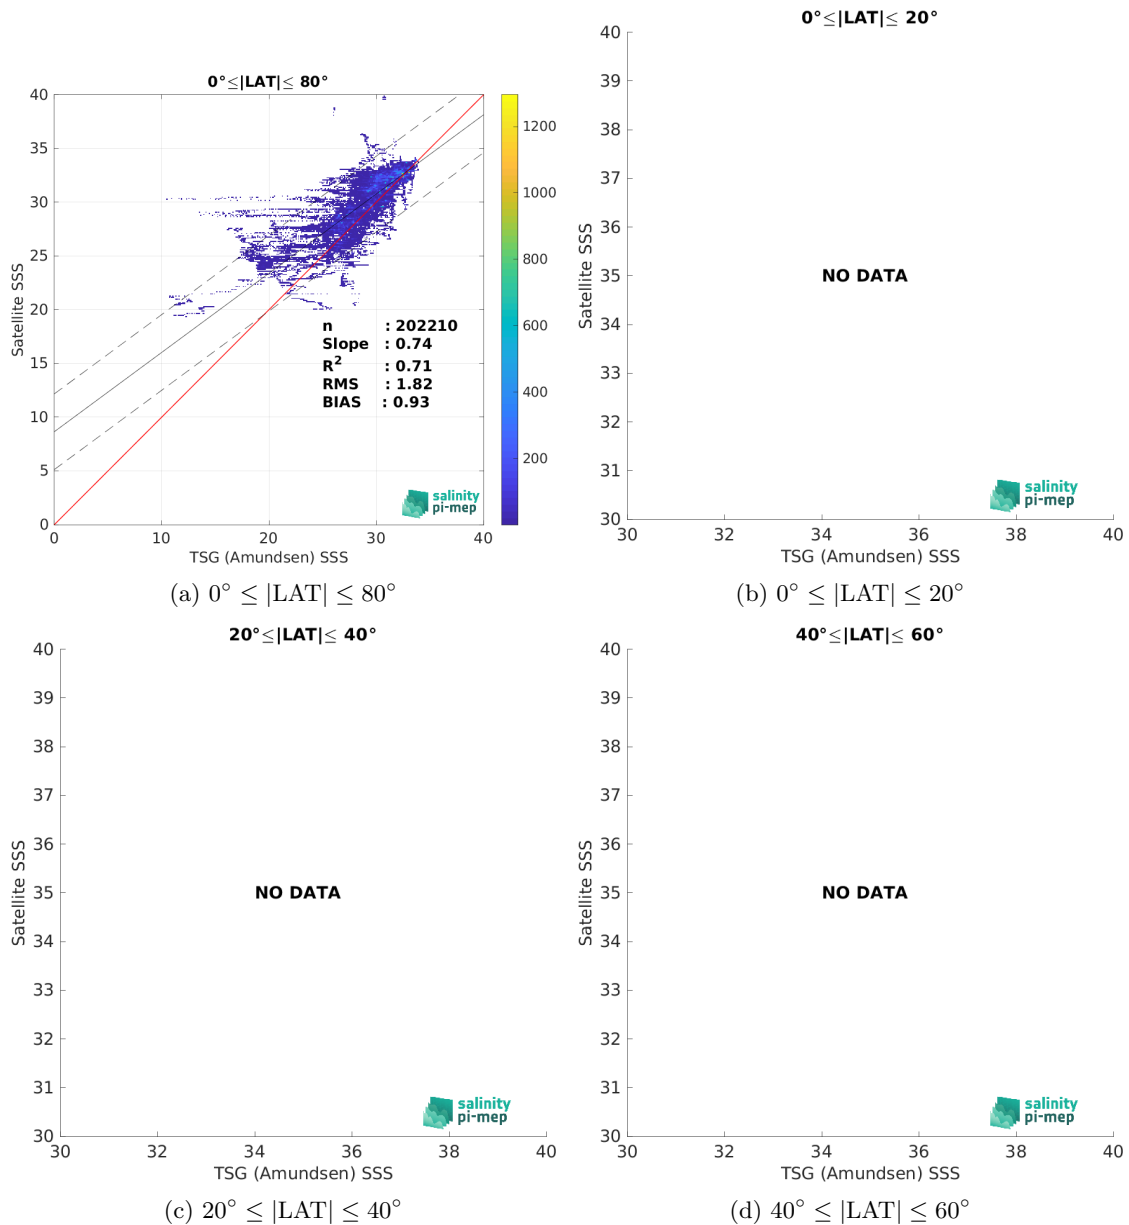 0°≤|LAT|≤ 80°
40
35
30
25
20
15
10
5
0
Satellite SSS
0
10
20
30
40
TSG (Amundsen) SSS
1200
1000
800
600
400
200
n : 202210
Slope : 0.74
R² : 0.71
RMS : 1.82
BIAS : 0.93
salinity
pi-mep
(a) 0° ≤ |LAT| ≤ 80°
0°≤|LAT|≤ 20°
40
39
38
37
36
35
34
33
32
31
30
Satellite SSS
NO DATA
30
32
34
36
38
40
TSG (Amundsen) SSS
salinity
pi-mep
(b) 0° ≤ |LAT| ≤ 20°
20°≤|LAT|≤ 40°
40
39
38
37
36
35
34
33
32
31
30
Satellite SSS
NO DATA
30
32
34
36
38
40
TSG (Amundsen) SSS
salinity
pi-mep
(c) 20° ≤ |LAT| ≤ 40°
40°≤|LAT|≤ 60°
40
39
38
37
36
35
34
33
32
31
30
Satellite SSS
NO DATA
30
32
34
36
38
40
TSG (Amundsen) SSS
salinity
pi-mep
(d) 40° ≤ |LAT| ≤ 60°